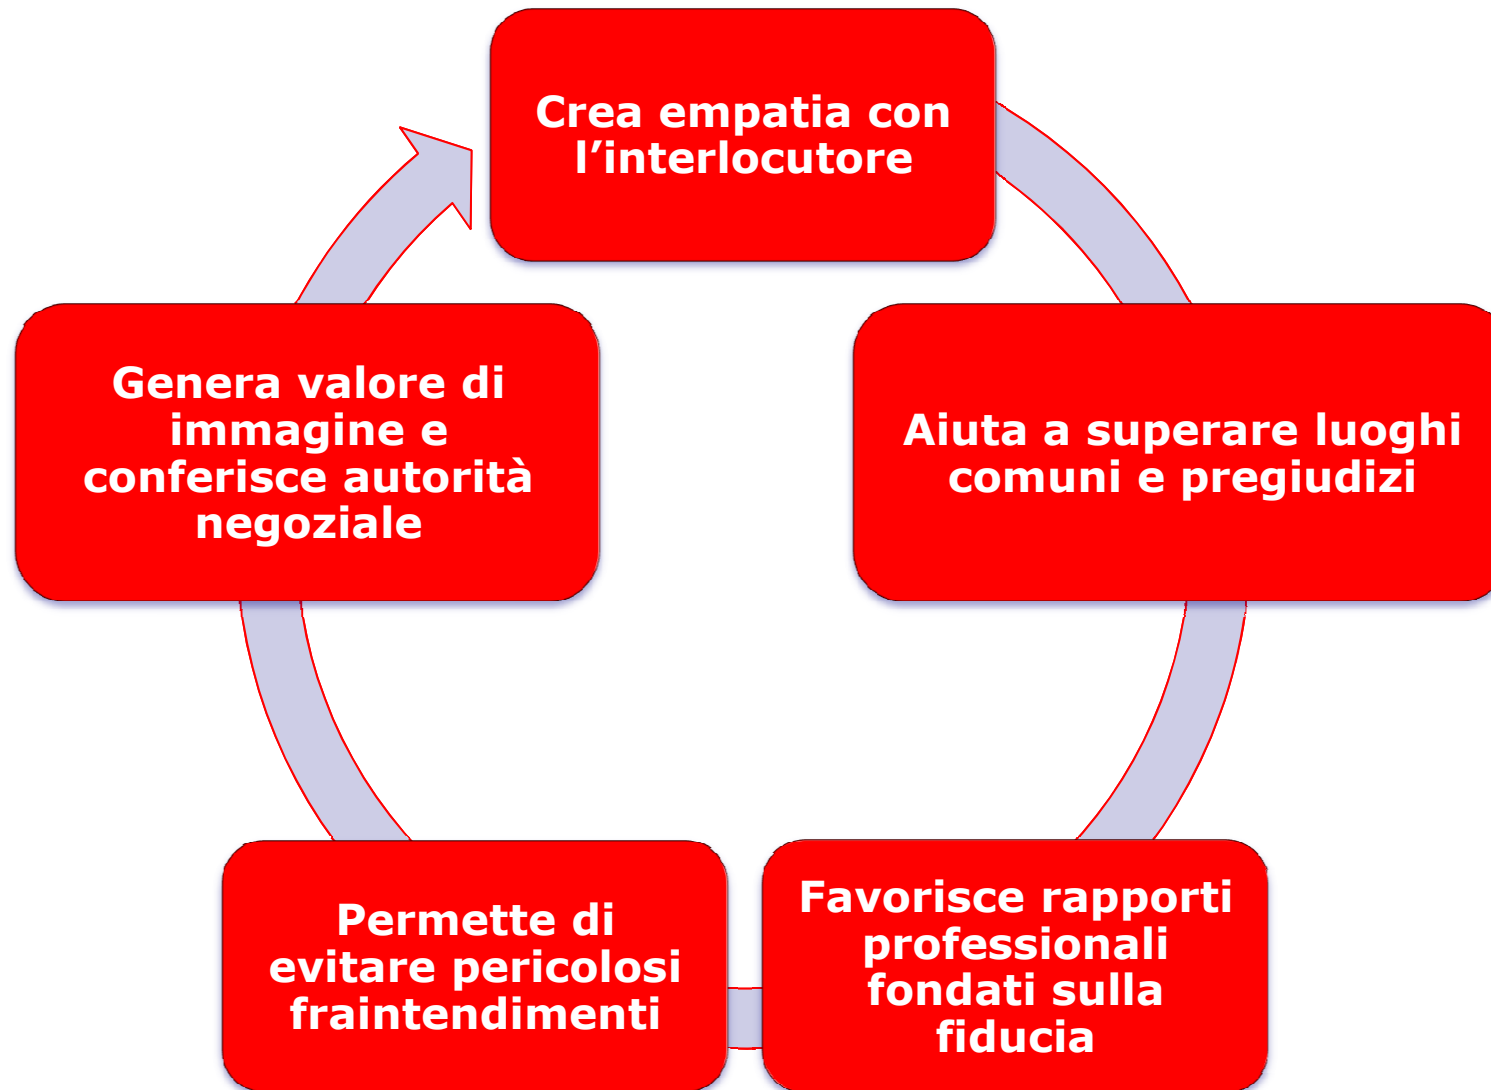 Crea empatia con
l’interlocutore
Aiuta a superare luoghi
comuni e pregiudizi
Favorisce rapporti
professionali
fondati sulla
fiducia
Permette di
evitare pericolosi
fraintendimenti
Genera valore di
immagine e
conferisce autorità
negoziale